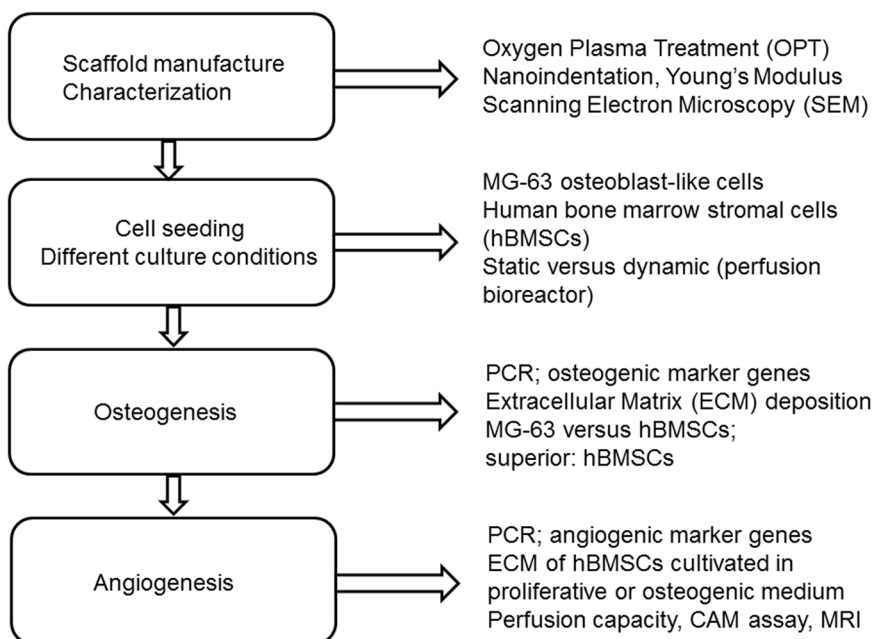 Scaffold manufacture
Characterization
Oxygen Plasma Treatment (OPT)
Nanoindentation, Young's Modulus
Scanning Electron Microscopy (SEM)
Cell seeding
Different culture conditions
MG-63 osteoblast-like cells
Human bone marrow stromal cells
(hBMSCs)
Static versus dynamic (perfusion
bioreactor)
Osteogenesis
PCR; osteogenic marker genes
Extracellular Matrix (ECM) deposition
MG-63 versus hBMSCs;
superior: hBMSCs
Angiogenesis
PCR; angiogenic marker genes
ECM of hBMSCs cultivated in
proliferative or osteogenic medium
Perfusion capacity, CAM assay, MRI